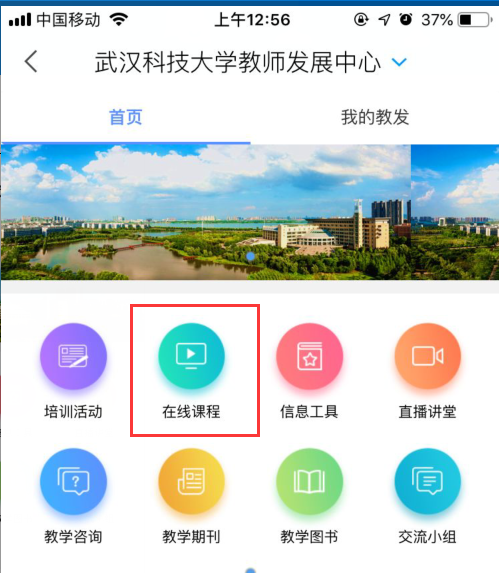 中国移动 上午12:56 37%
武汉科技大学教师发展中心
首页 我的教发
培训活动 在线课程 信息工具 直播讲堂
教学咨询 教学期刊 教学图书 交流小组